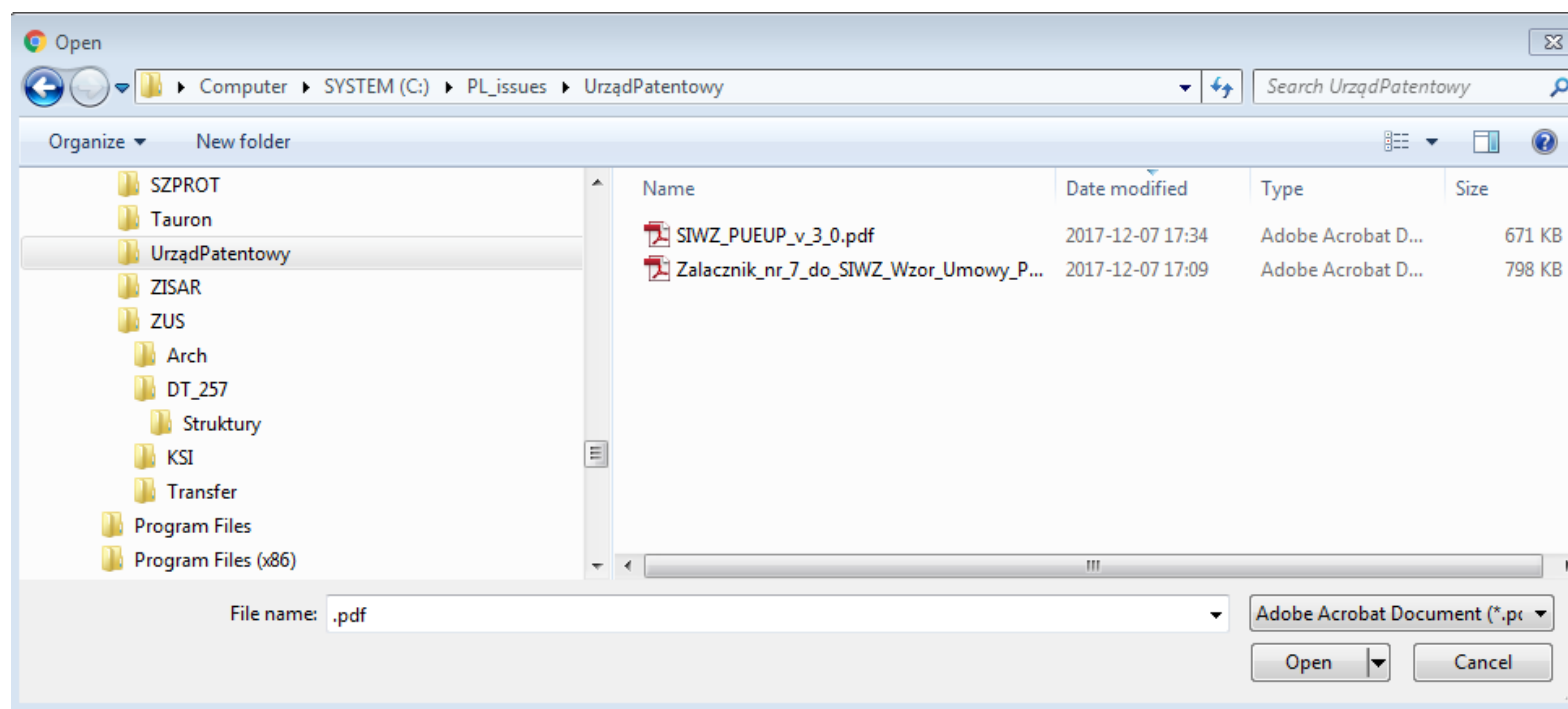 Open
Computer SYSTEM (C:) PL_issues UrządPatentowy Search UrządPatentowy
Organize New folder
SZPROT
Tauron
UrządPatentowy
ZISAR
ZUS
Arch
DT_257
Struktury
KSI
Transfer
Program Files
Program Files (x86)
Name Date modified Type Size
SIWZ_PUEUP_v_3_0.pdf 2017-12-07 17:34 Adobe Acrobat D... 671 KB
Zalacznik_nr_7_do_SIWZ_Wzor_Umowy_P... 2017-12-07 17:09 Adobe Acrobat D... 798 KB
File name: .pdf Adobe Acrobat Document (*.pc
Open Cancel